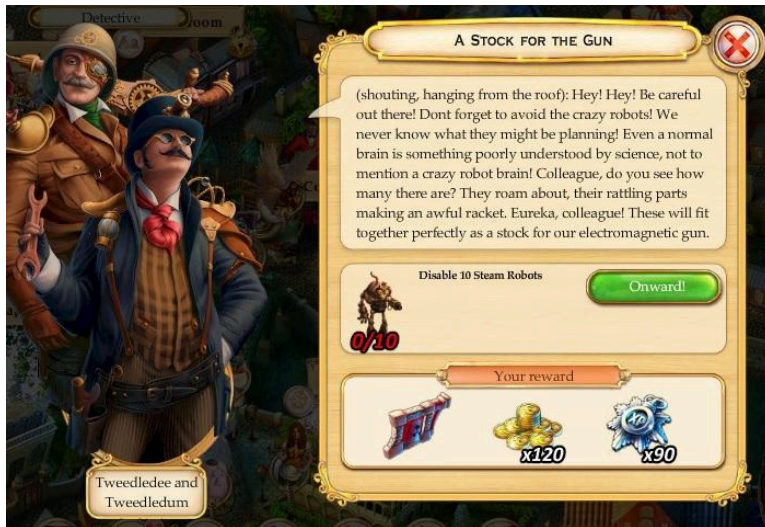 Detective
room
A STOCK FOR THE GUN
(shouting, hanging from the roof): Hey! Hey! Be careful
out there! Dont forget to avoid the crazy robots! We
never know what they might be planning! Even a normal
brain is something poorly understood by science, not to
mention a crazy robot brain! Colleague, do you see how
many there are? They roam about, their rattling parts
making an awful racket. Eureka, colleague! These will fit
together perfectly as a stock for our electromagnetic gun.
Disable 10 Steam Robots
Onward!
0/10
Your reward
XP
x120
x90
Tweedledee and
Tweedledum